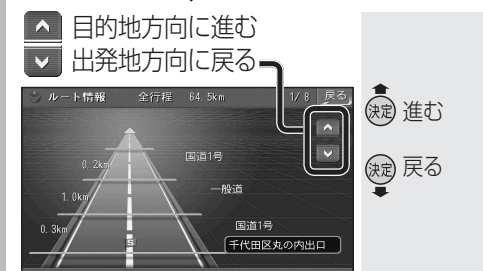 目的地方向に進む
出発地方向に戻る
ルート情報 全行程 64.5km 1/8 戻る
0.2km 国道1号
1.0km 一般道
0.3km 国道1号
S 千代田区丸の内出口
決定 進む
決定 戻る